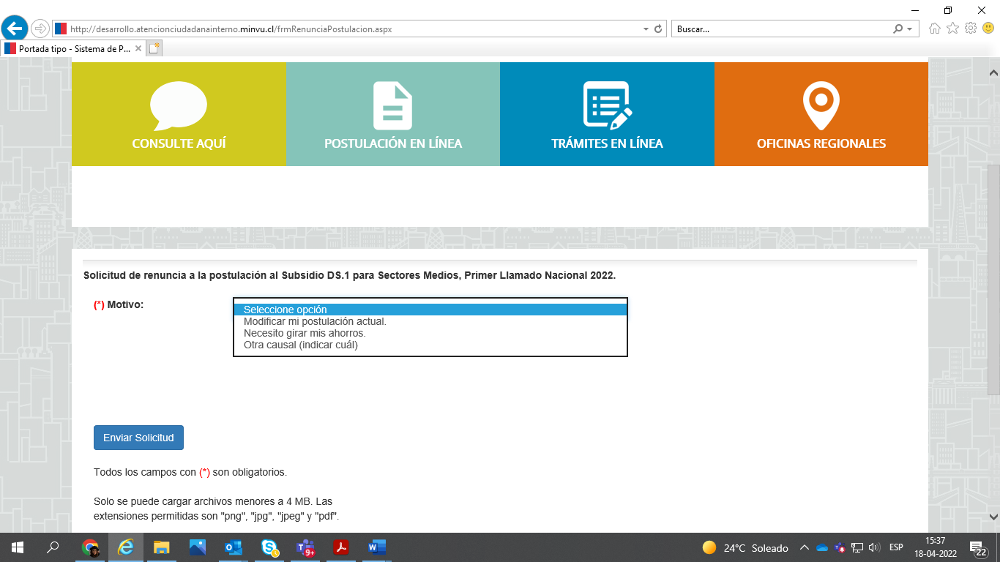 http://desarrollo.atencionciudadanainterno.minvu.cl/frmRenunciaPostulacion.aspx
Buscar...
Portada tipo - Sistema de P...
CONSULTE AQUÍ
POSTULACIÓN EN LÍNEA
TRÁMITES EN LÍNEA
OFICINAS REGIONALES
Solicitud de renuncia a la postulación al Subsidio DS.1 para Sectores Medios, Primer Llamado Nacional 2022.
(*) Motivo:
Seleccione opción
Modificar mi postulación actual.
Necesito girar mis ahorros.
Otra causal (indicar cuál)
Enviar Solicitud
Todos los campos con (*) son obligatorios.
Solo se puede cargar archivos menores a 4 MB. Las
extensiones permitidas son "png", "jpg", "jpeg" y "pdf".
9+
24°C Soleado
ESP
15:37
18-04-2022
22